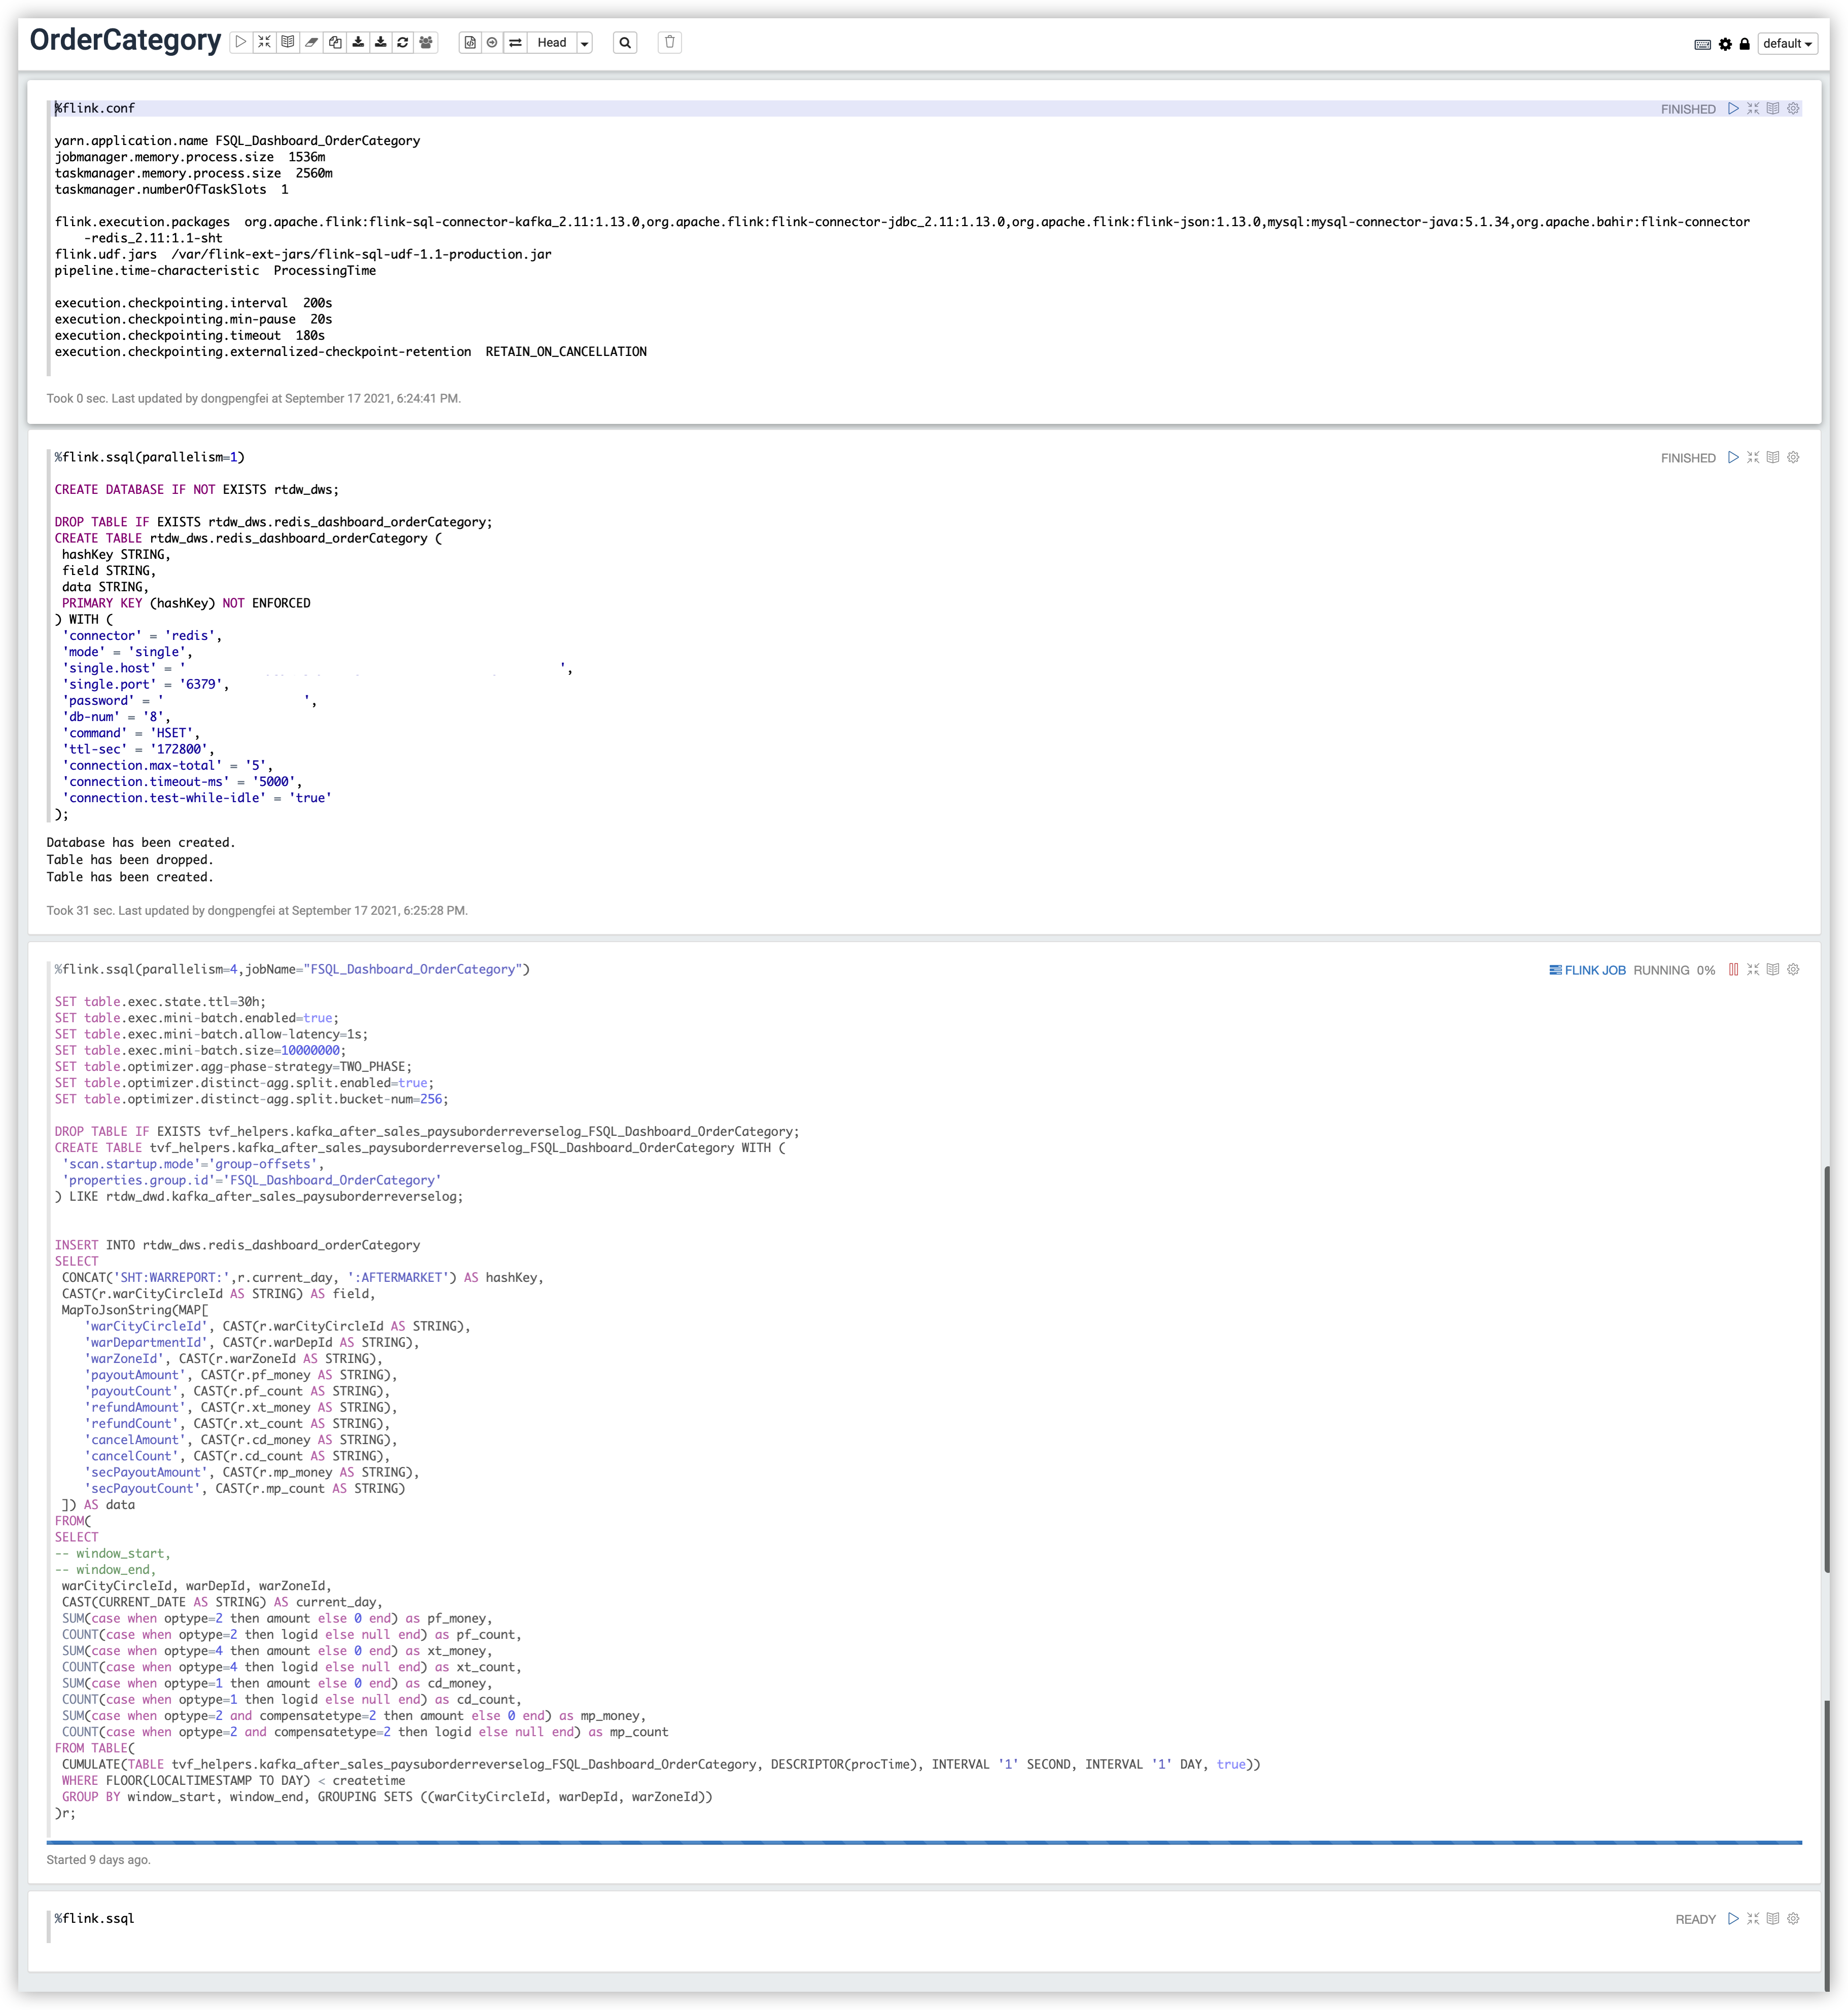 OrderCategory
Head
default
%flink.conf
FINISHED
yarn.application.name FSQL_Dashboard_OrderCategory
jobmanager.memory.process.size  1536m
taskmanager.memory.process.size  2560m
taskmanager.numberOfTaskSlots  1
flink.execution.packages  org.apache.flink:flink-sql-connector-kafka_2.11:1.13.0,org.apache.flink:flink-connector-jdbc_2.11:1.13.0,org.apache.flink:flink-json:1.13.0,mysql:mysql-connector-java:5.1.34,org.apache.bahir:flink-connector
-redis_2.11:1.1-sht
flink.udf.jars  /var/flink-ext-jars/flink-sql-udf-1.1-production.jar
pipeline.time-characteristic  ProcessingTime
execution.checkpointing.interval  200s
execution.checkpointing.min-pause  20s
execution.checkpointing.timeout  180s
execution.checkpointing.externalized-checkpoint-retention  RETAIN_ON_CANCELLATION
Took 0 sec. Last updated by dongpengfei at September 17 2021, 6:24:41 PM.
%flink.ssql(parallelism=1)
FINISHED
CREATE DATABASE IF NOT EXISTS rtdw_dws;
DROP TABLE IF EXISTS rtdw_dws.redis_dashboard_orderCategory;
CREATE TABLE rtdw_dws.redis_dashboard_orderCategory (
hashKey STRING,
field STRING,
data STRING,
PRIMARY KEY (hashKey) NOT ENFORCED
) WITH (
'connector' = 'redis',
'mode' = 'single',
'single.host' = ' ',
'single.port' = '6379',
'password' = ' ',
'db-num' = '8',
'command' = 'HSET',
'ttl-sec' = '172800',
'connection.max-total' = '5',
'connection.timeout-ms' = '5000',
'connection.test-while-idle' = 'true'
);
Database has been created.
Table has been dropped.
Table has been created.
Took 31 sec. Last updated by dongpengfei at September 17 2021, 6:25:28 PM.
%flink.ssql(parallelism=4,jobName="FSQL_Dashboard_OrderCategory")
FLINK JOB RUNNING 0%
SET table.exec.state.ttl=30h;
SET table.exec.mini-batch.enabled=true;
SET table.exec.mini-batch.allow-latency=1s;
SET table.exec.mini-batch.size=10000000;
SET table.optimizer.agg-phase-strategy=TWO_PHASE;
SET table.optimizer.distinct-agg.split.enabled=true;
SET table.optimizer.distinct-agg.split.bucket-num=256;
DROP TABLE IF EXISTS tvf_helpers.kafka_after_sales_paysuborderreverselog_FSQL_Dashboard_OrderCategory;
CREATE TABLE tvf_helpers.kafka_after_sales_paysuborderreverselog_FSQL_Dashboard_OrderCategory WITH (
'scan.startup.mode'='group-offsets',
'properties.group.id'='FSQL_Dashboard_OrderCategory'
) LIKE rtdw_dwd.kafka_after_sales_paysuborderreverselog;
INSERT INTO rtdw_dws.redis_dashboard_orderCategory
SELECT
CONCAT('SHT:WARREPORT:',r.current_day, ':AFTERMARKET') AS hashKey,
CAST(r.warCityCircleId AS STRING) AS field,
MapToJsonString(MAP[
'warCityCircleId', CAST(r.warCityCircleId AS STRING),
'warDepartmentId', CAST(r.warDepId AS STRING),
'warZoneId', CAST(r.warZoneId AS STRING),
'payoutAmount', CAST(r.pf_money AS STRING),
'payoutCount', CAST(r.pf_count AS STRING),
'refundAmount', CAST(r.xt_money AS STRING),
'refundCount', CAST(r.xt_count AS STRING),
'cancelAmount', CAST(r.cd_money AS STRING),
'cancelCount', CAST(r.cd_count AS STRING),
'secPayoutAmount', CAST(r.mp_money AS STRING),
'secPayoutCount', CAST(r.mp_count AS STRING)
]) AS data
FROM(
SELECT
-- window_start,
-- window_end,
warCityCircleId, warDepId, warZoneId,
CAST(CURRENT_DATE AS STRING) AS current_day,
SUM(case when optype=2 then amount else 0 end) as pf_money,
COUNT(case when optype=2 then logid else null end) as pf_count,
SUM(case when optype=4 then amount else 0 end) as xt_money,
COUNT(case when optype=4 then logid else null end) as xt_count,
SUM(case when optype=1 then amount else 0 end) as cd_money,
COUNT(case when optype=1 then logid else null end) as cd_count,
SUM(case when optype=2 and compensatetype=2 then amount else 0 end) as mp_money,
COUNT(case when optype=2 and compensatetype=2 then logid else null end) as mp_count
FROM TABLE(
CUMULATE(TABLE tvf_helpers.kafka_after_sales_paysuborderreverselog_FSQL_Dashboard_OrderCategory, DESCRIPTOR(procTime), INTERVAL '1' SECOND, INTERVAL '1' DAY, true))
WHERE FLOOR(LOCALTIMESTAMP TO DAY) < createtime
GROUP BY window_start, window_end, GROUPING SETS ((warCityCircleId, warDepId, warZoneId))
)r;
Started 9 days ago.
%flink.ssql
READY